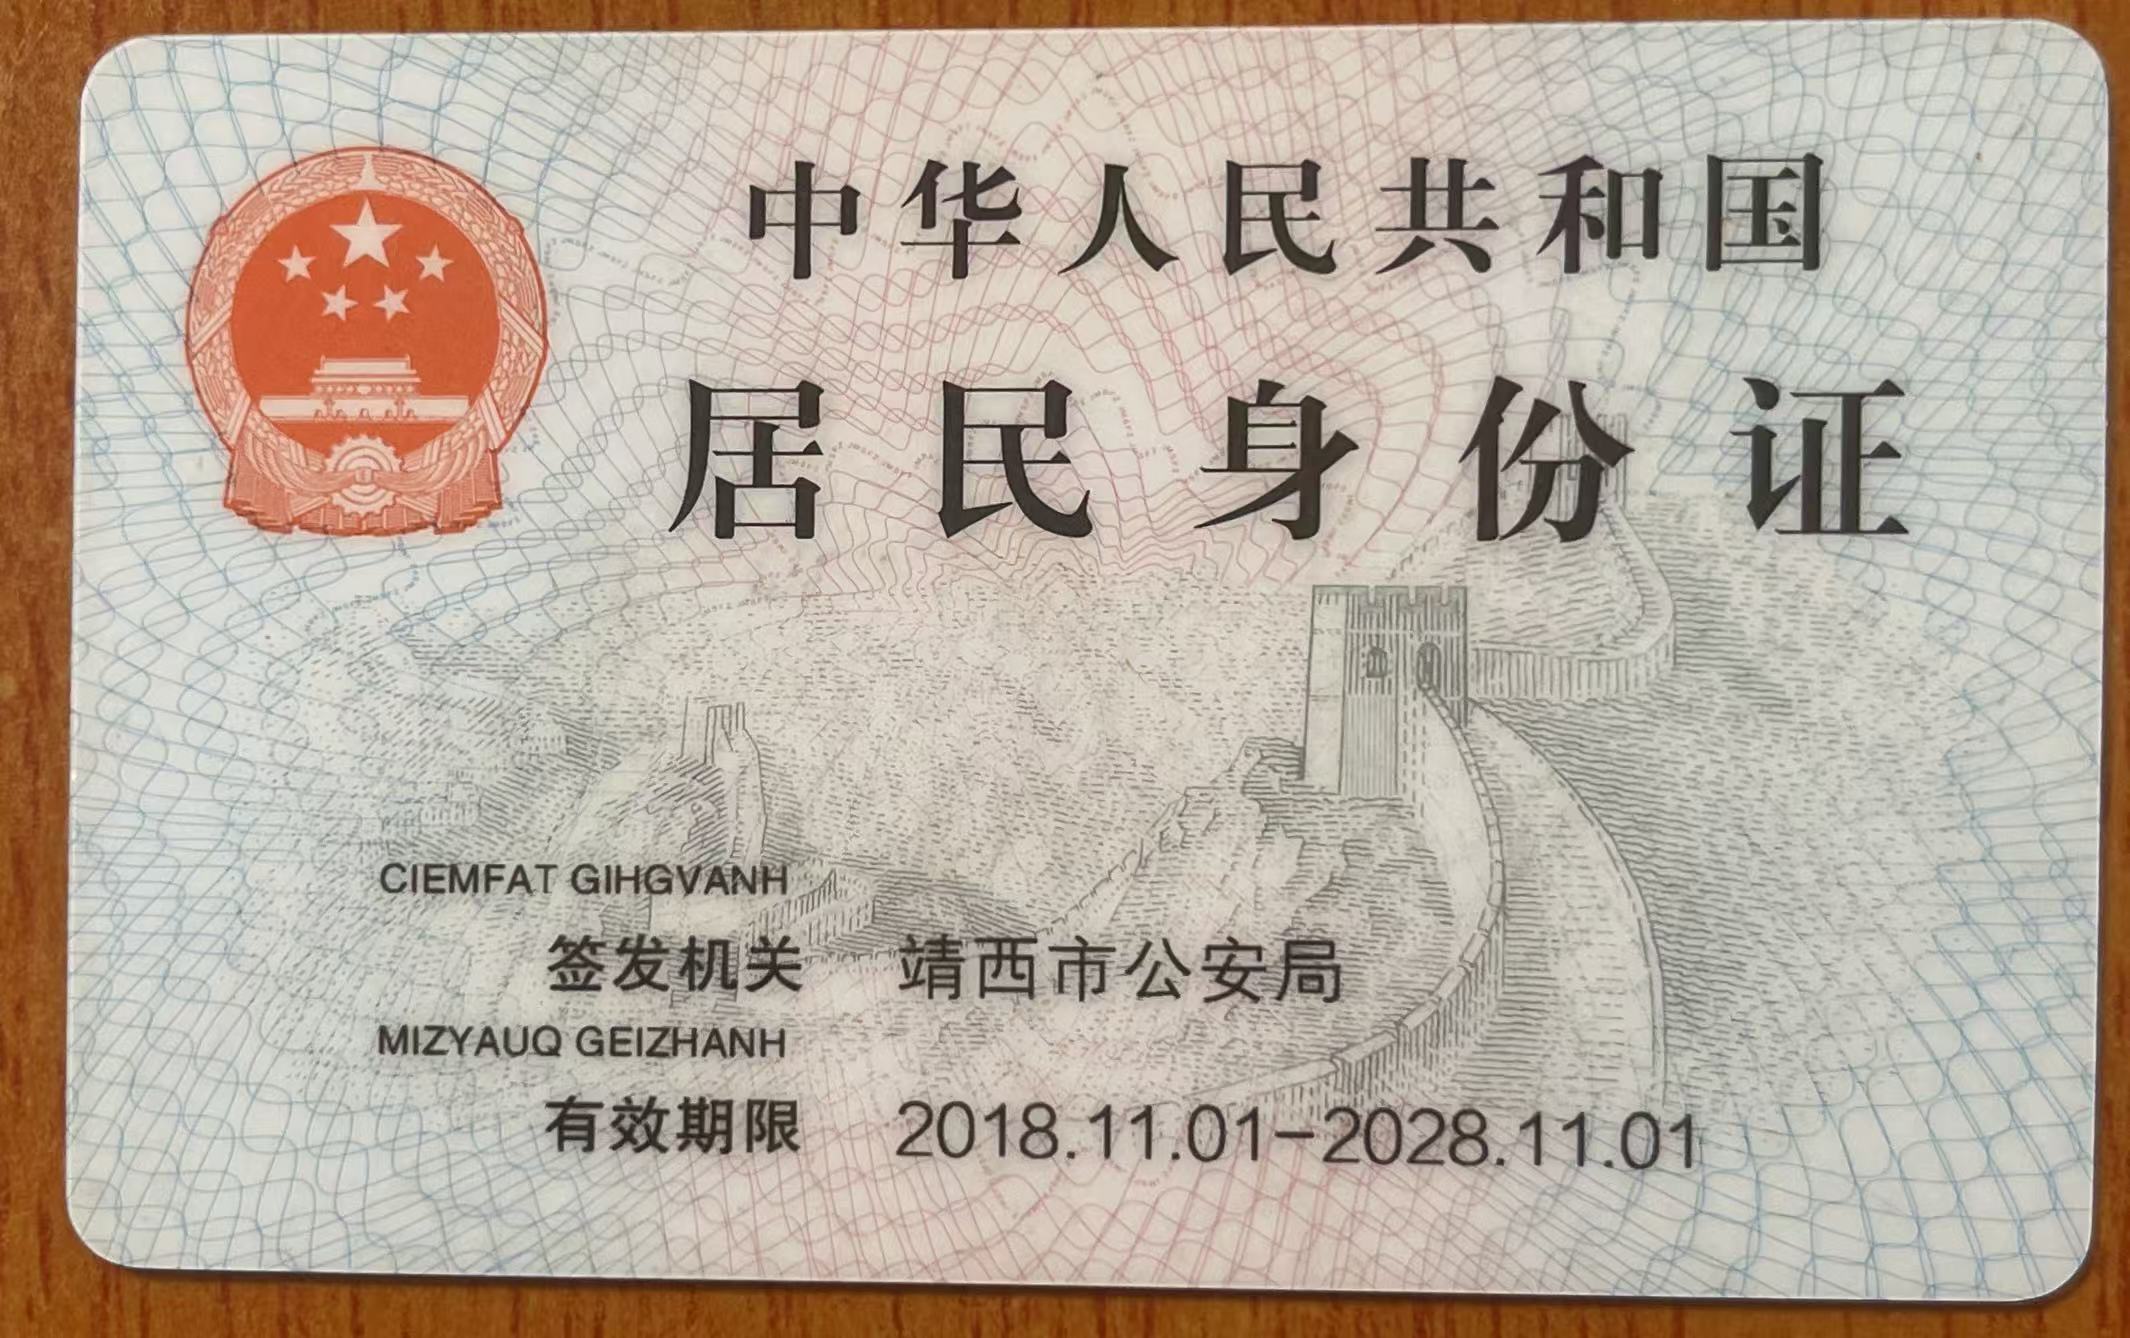 中华人民共和国
居民身份证
CIEMFAT GIHGVANH
签发机关 靖西市公安局
MIZYAUQ GEIZHANH
有效期限 2018.11.01-2028.11.01